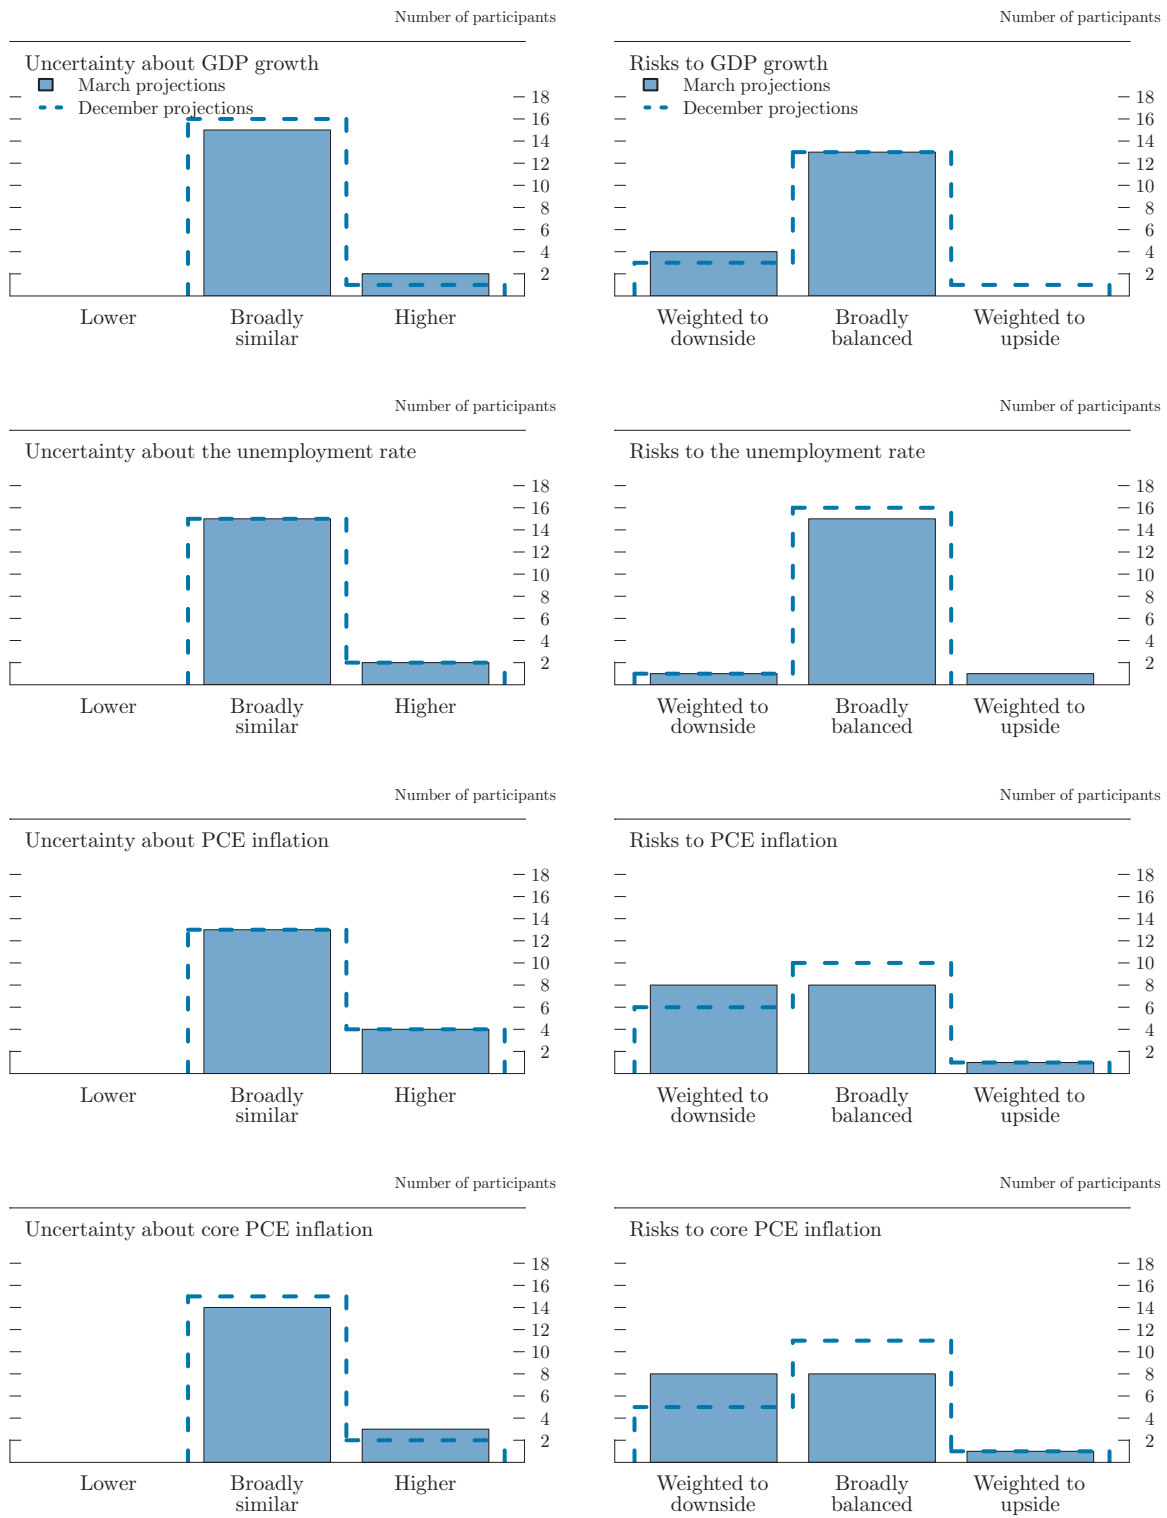 Number of participants
Uncertainty about GDP growth
March projections
December projections
18
16
14
12
10
8
6
4
2
Lower
Broadly
similar
Higher
Number of participants
Risks to GDP growth
March projections
December projections
18
16
14
12
10
8
6
4
2
Weighted to
downside
Broadly
balanced
Weighted to
upside
Number of participants
Uncertainty about the unemployment rate
18
16
14
12
10
8
6
4
2
Lower
Broadly
similar
Higher
Number of participants
Risks to the unemployment rate
18
16
14
12
10
8
6
4
2
Weighted to
downside
Broadly
balanced
Weighted to
upside
Number of participants
Uncertainty about PCE inflation
18
16
14
12
10
8
6
4
2
Lower
Broadly
similar
Higher
Number of participants
Risks to PCE inflation
18
16
14
12
10
8
6
4
2
Weighted to
downside
Broadly
balanced
Weighted to
upside
Number of participants
Uncertainty about core PCE inflation
18
16
14
12
10
8
6
4
2
Lower
Broadly
similar
Higher
Number of participants
Risks to core PCE inflation
18
16
14
12
10
8
6
4
2
Weighted to
downside
Broadly
balanced
Weighted to
upside